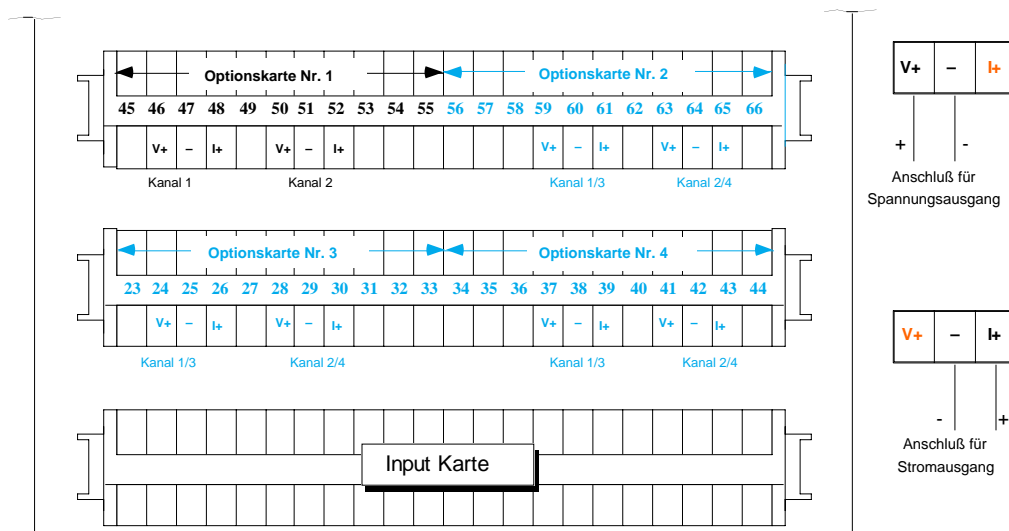 Optionskarte Nr. 1 Optionskarte Nr. 2
45 46 47 48 49 50 51 52 53 54 55 56 57 58 59 60 61 62 63 64 65 66
V+ – I+ V+ – I+ V+ – I+ V+ – I+
Kanal 1 Kanal 2 Kanal 1/3 Kanal 2/4
Optionskarte Nr. 3 Optionskarte Nr. 4
23 24 25 26 27 28 29 30 31 32 33 34 35 36 37 38 39 40 41 42 43 44
V+ – I+ V+ – I+ V+ – I+ V+ – I+
Kanal 1/3 Kanal 2/4 Kanal 1/3 Kanal 2/4
Input Karte
V+ – I+
+ -
Anschluß für
Spannungsausgang
V+ – I+
- +
Anschluß für
Stromausgang